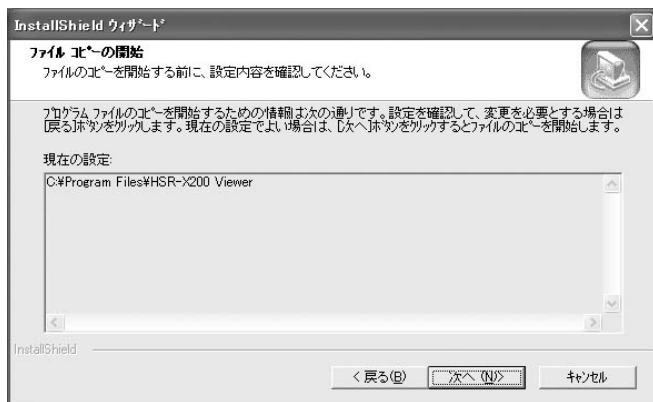 InstallShield ウィザード
ファイル コピーの開始
ファイルのコピーを開始する前に、設定内容を確認してください。
プログラム ファイルのコピーを開始するための情報は次の通りです。設定を確認して、変更を必要とする場合は
[戻る]ボタンをクリックします。現在の設定でよい場合は、[次へ]ボタンをクリックするとファイルのコピーを開始します。
現在の設定:
C:¥Program Files¥HSR-X200 Viewer
InstallShield
< 戻る(B) 次へ (N)> キャンセル